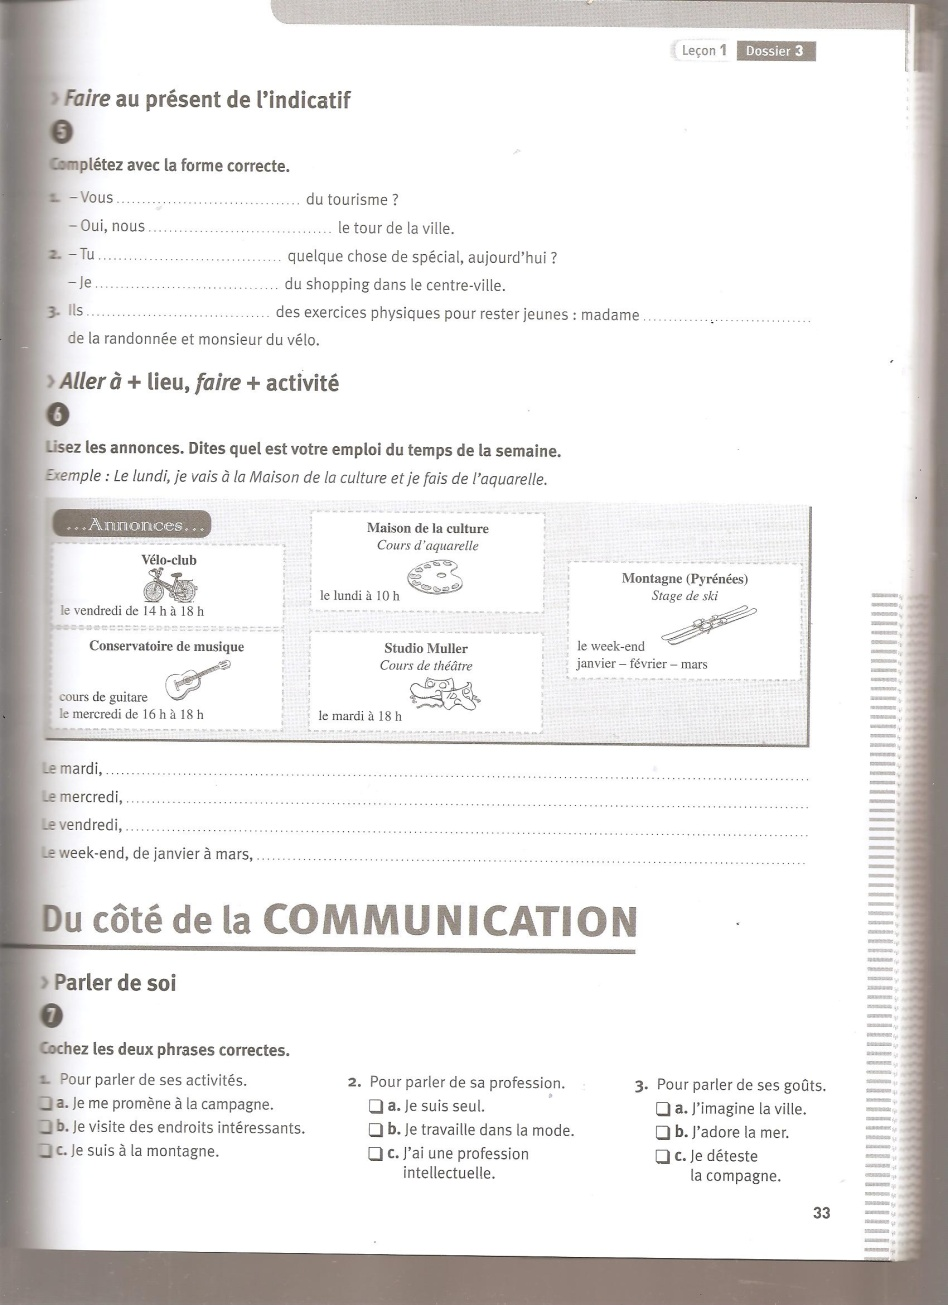 Leçon 1 Dossier 3
› Faire au présent de l'indicatif
5
Complétez avec la forme correcte.
1. – Vous ................................... du tourisme ?
– Oui, nous ................................... le tour de la ville.
2. – Tu ................................... quelque chose de spécial, aujourd'hui ?
– Je ................................... du shopping dans le centre-ville.
3. Ils ................................... des exercices physiques pour rester jeunes : madame ................................
de la randonnée et monsieur du vélo.
› Aller à + lieu, faire + activité
6
Lisez les annonces. Dites quel est votre emploi du temps de la semaine.
Exemple : Le lundi, je vais à la Maison de la culture et je fais de l'aquarelle.
...Annonces...
Vélo-club
le vendredi de 14 h à 18 h
Conservatoire de musique
cours de guitare
le mercredi de 16 h à 18 h
Maison de la culture
Cours d'aquarelle
le lundi à 10 h
Studio Muller
Cours de théâtre
le mardi à 18 h
Montagne (Pyrénées)
Stage de ski
le week-end
janvier – février – mars
Le mardi, ................................................................
Le mercredi, ................................................................
Le vendredi, ................................................................
Le week-end, de janvier à mars, ................................................................
Du côté de la COMMUNICATION
› Parler de soi
7
Cochez les deux phrases correctes.
1. Pour parler de ses activités.
❏ a. Je me promène à la campagne.
❏ b. Je visite des endroits intéressants.
❏ c. Je suis à la montagne.
2. Pour parler de sa profession.
❏ a. Je suis seul.
❏ b. Je travaille dans la mode.
❏ c. J'ai une profession
intellectuelle.
3. Pour parler de ses goûts.
❏ a. J'imagine la ville.
❏ b. J'adore la mer.
❏ c. Je déteste
la compagne.
33